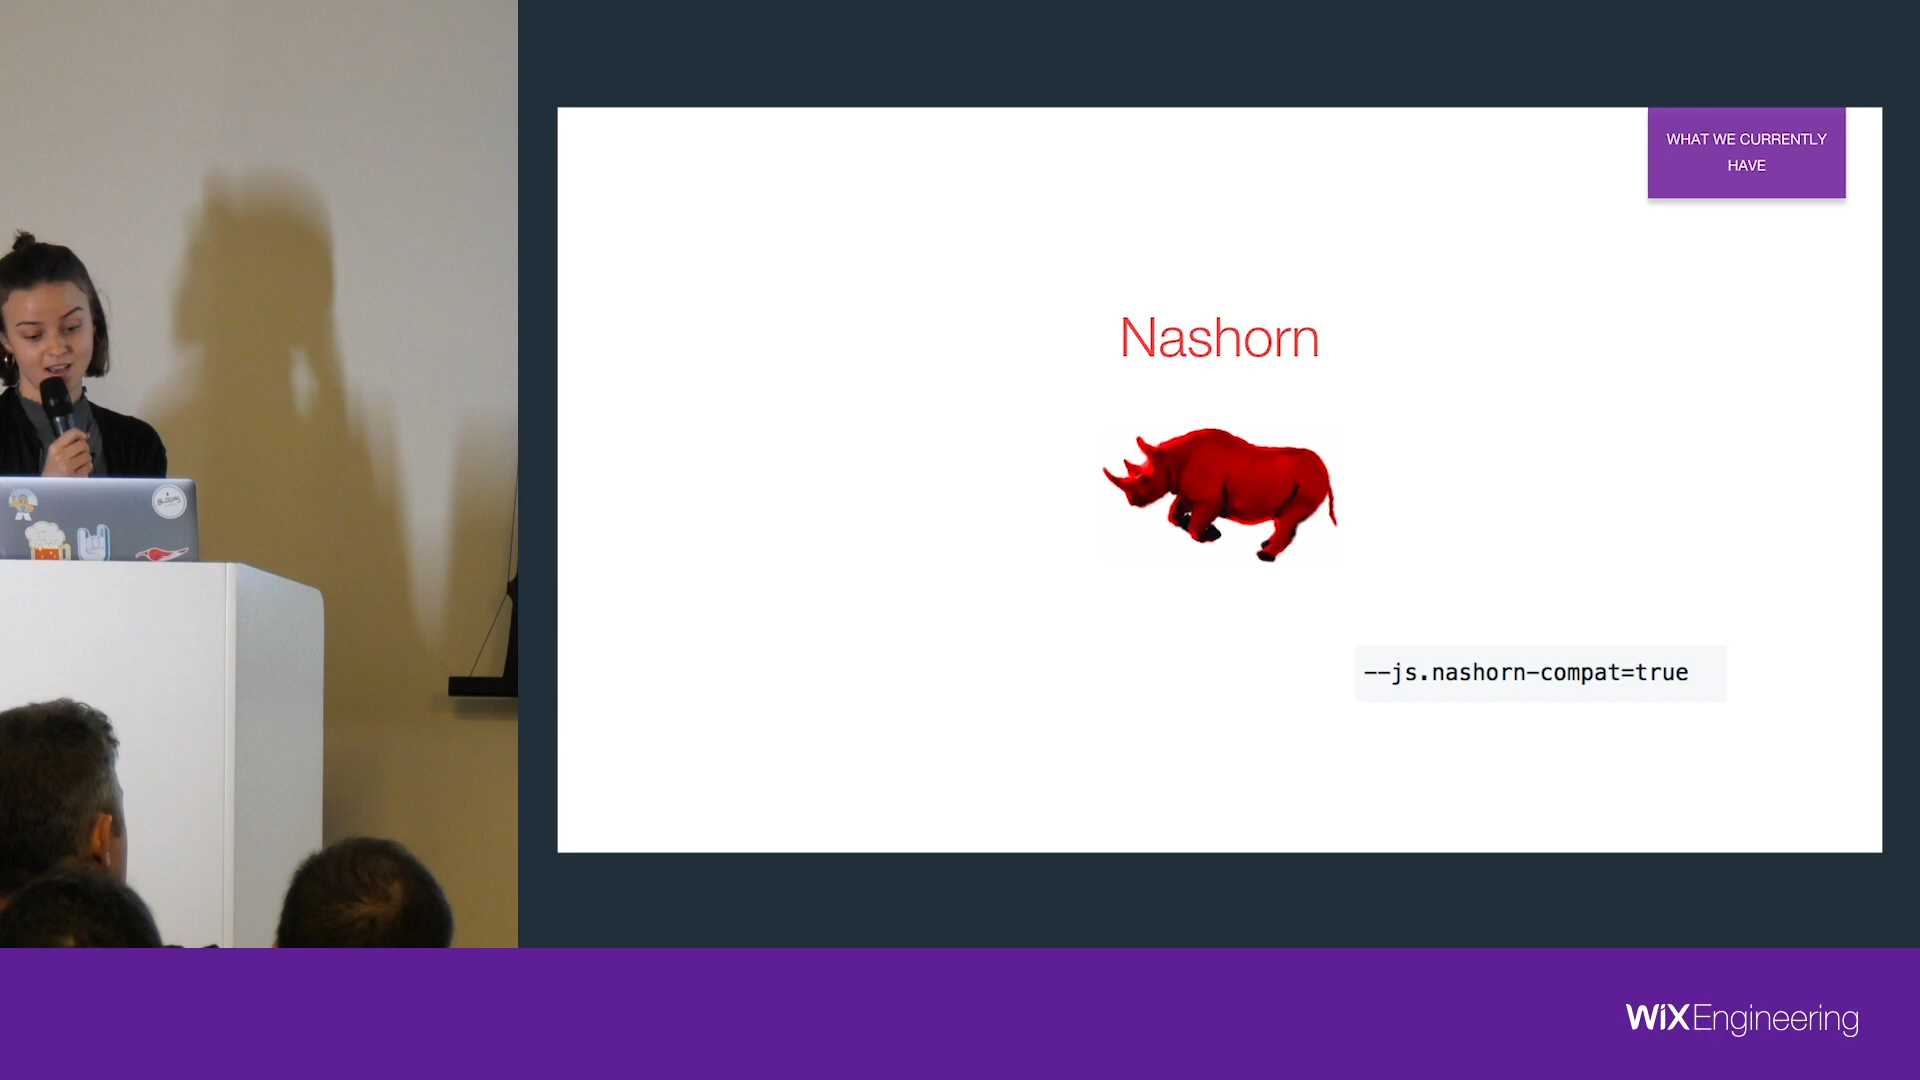 WHAT WE CURRENTLY
HAVE
Nashorn
--js.nashorn-compat=true
WiXEngineering